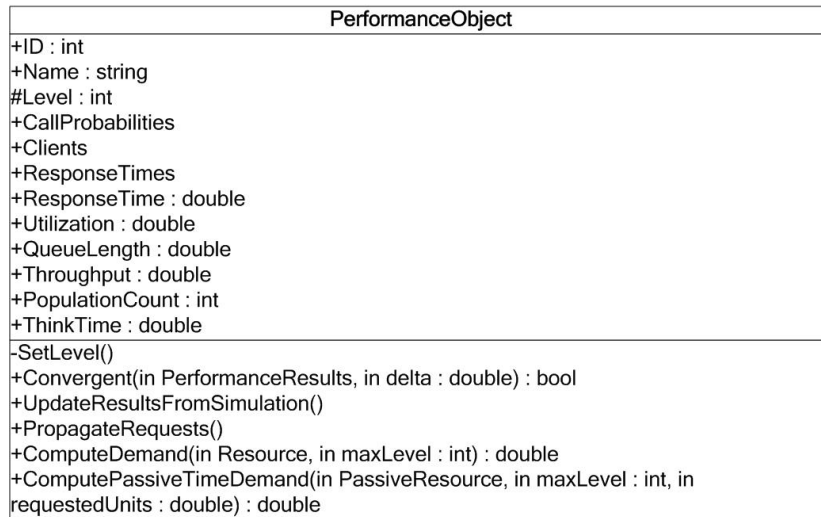 PerformanceObject
+ID : int
+Name : string
#Level : int
+CallProbabilities
+Clients
+ResponseTimes
+ResponseTime : double
+Utilization : double
+QueueLength : double
+Throughput : double
+PopulationCount : int
+ThinkTime : double
-SetLevel()
+Convergent(in PerformanceResults, in delta : double) : bool
+UpdateResultsFromSimulation()
+PropagateRequests()
+ComputeDemand(in Resource, in maxLevel : int) : double
+ComputePassiveTimeDemand(in PassiveResource, in maxLevel : int, in
requestedUnits : double) : double